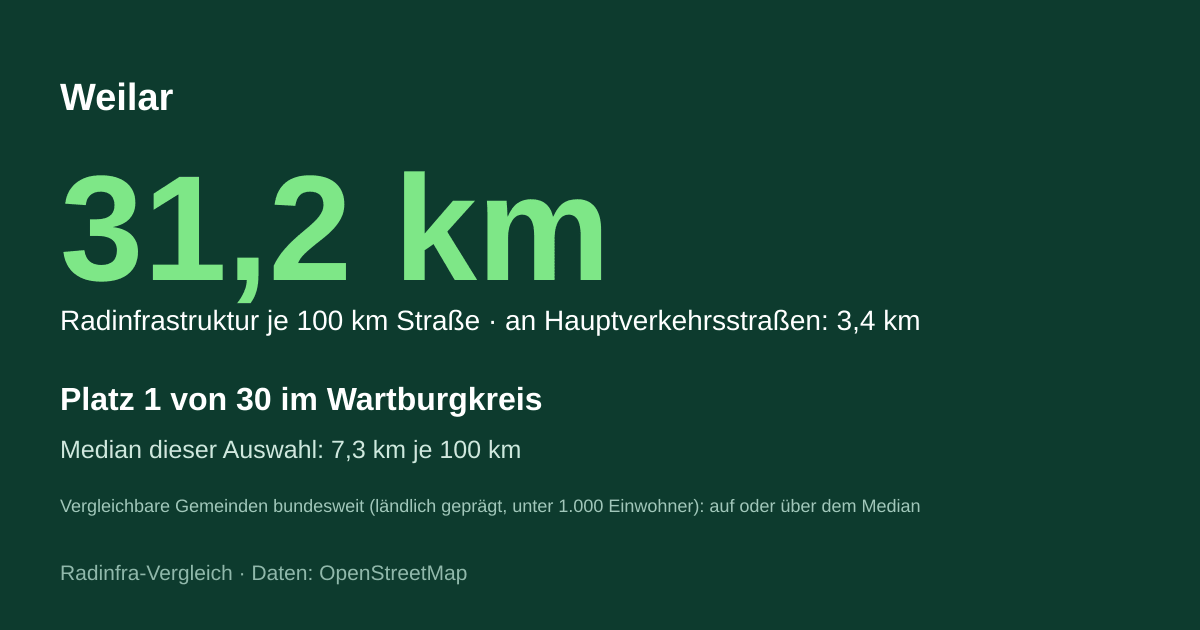 Weilar
31,2 km
Radinfrastruktur je 100 km Straße · an Hauptverkehrsstraßen: 3,4 km
Platz 1 von 30 im Wartburgkreis
Median dieser Auswahl: 7,3 km je 100 km
Vergleichbare Gemeinden bundesweit (ländlich geprägt, unter 1.000 Einwohner): auf oder über dem Median
Radinfra-Vergleich · Daten: OpenStreetMap